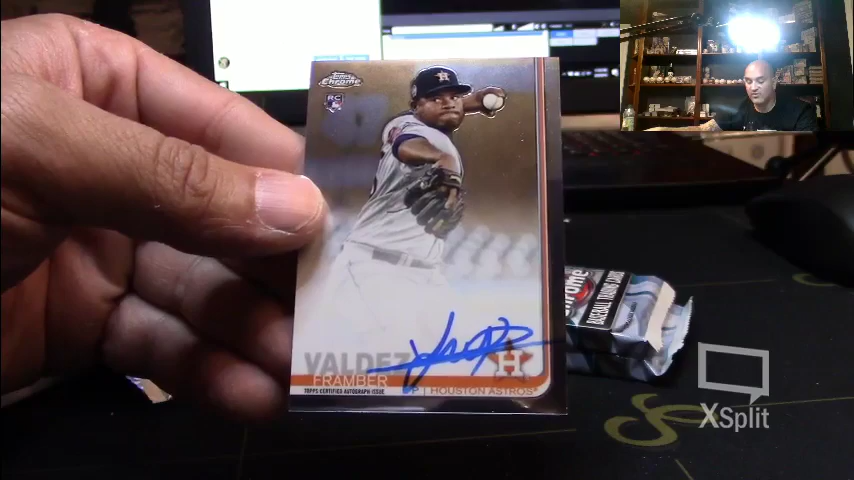 Topps
Chrome
RC
VALDEZ
FRAMBER
TOPPS CERTIFIED AUTOGRAPH ISSUE
P | HOUSTON ASTROS
H
BASEBALL TRADING CARDS
XSplit